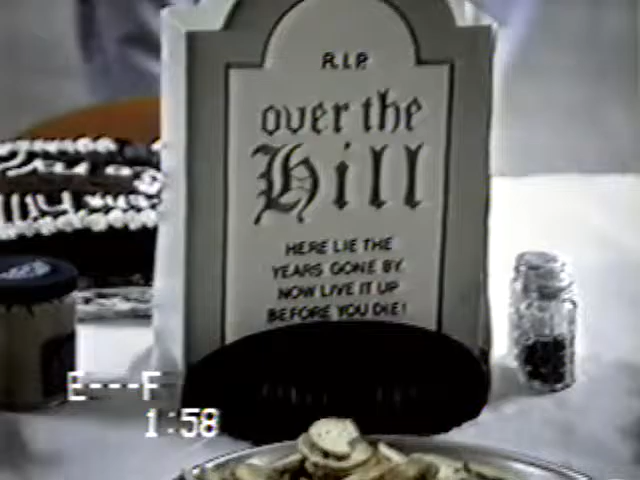 R.I.P.
over the
Hill
HERE LIE THE
YEARS GONE BY
NOW LIVE IT UP
BEFORE YOU DIE!
E---F
1:58